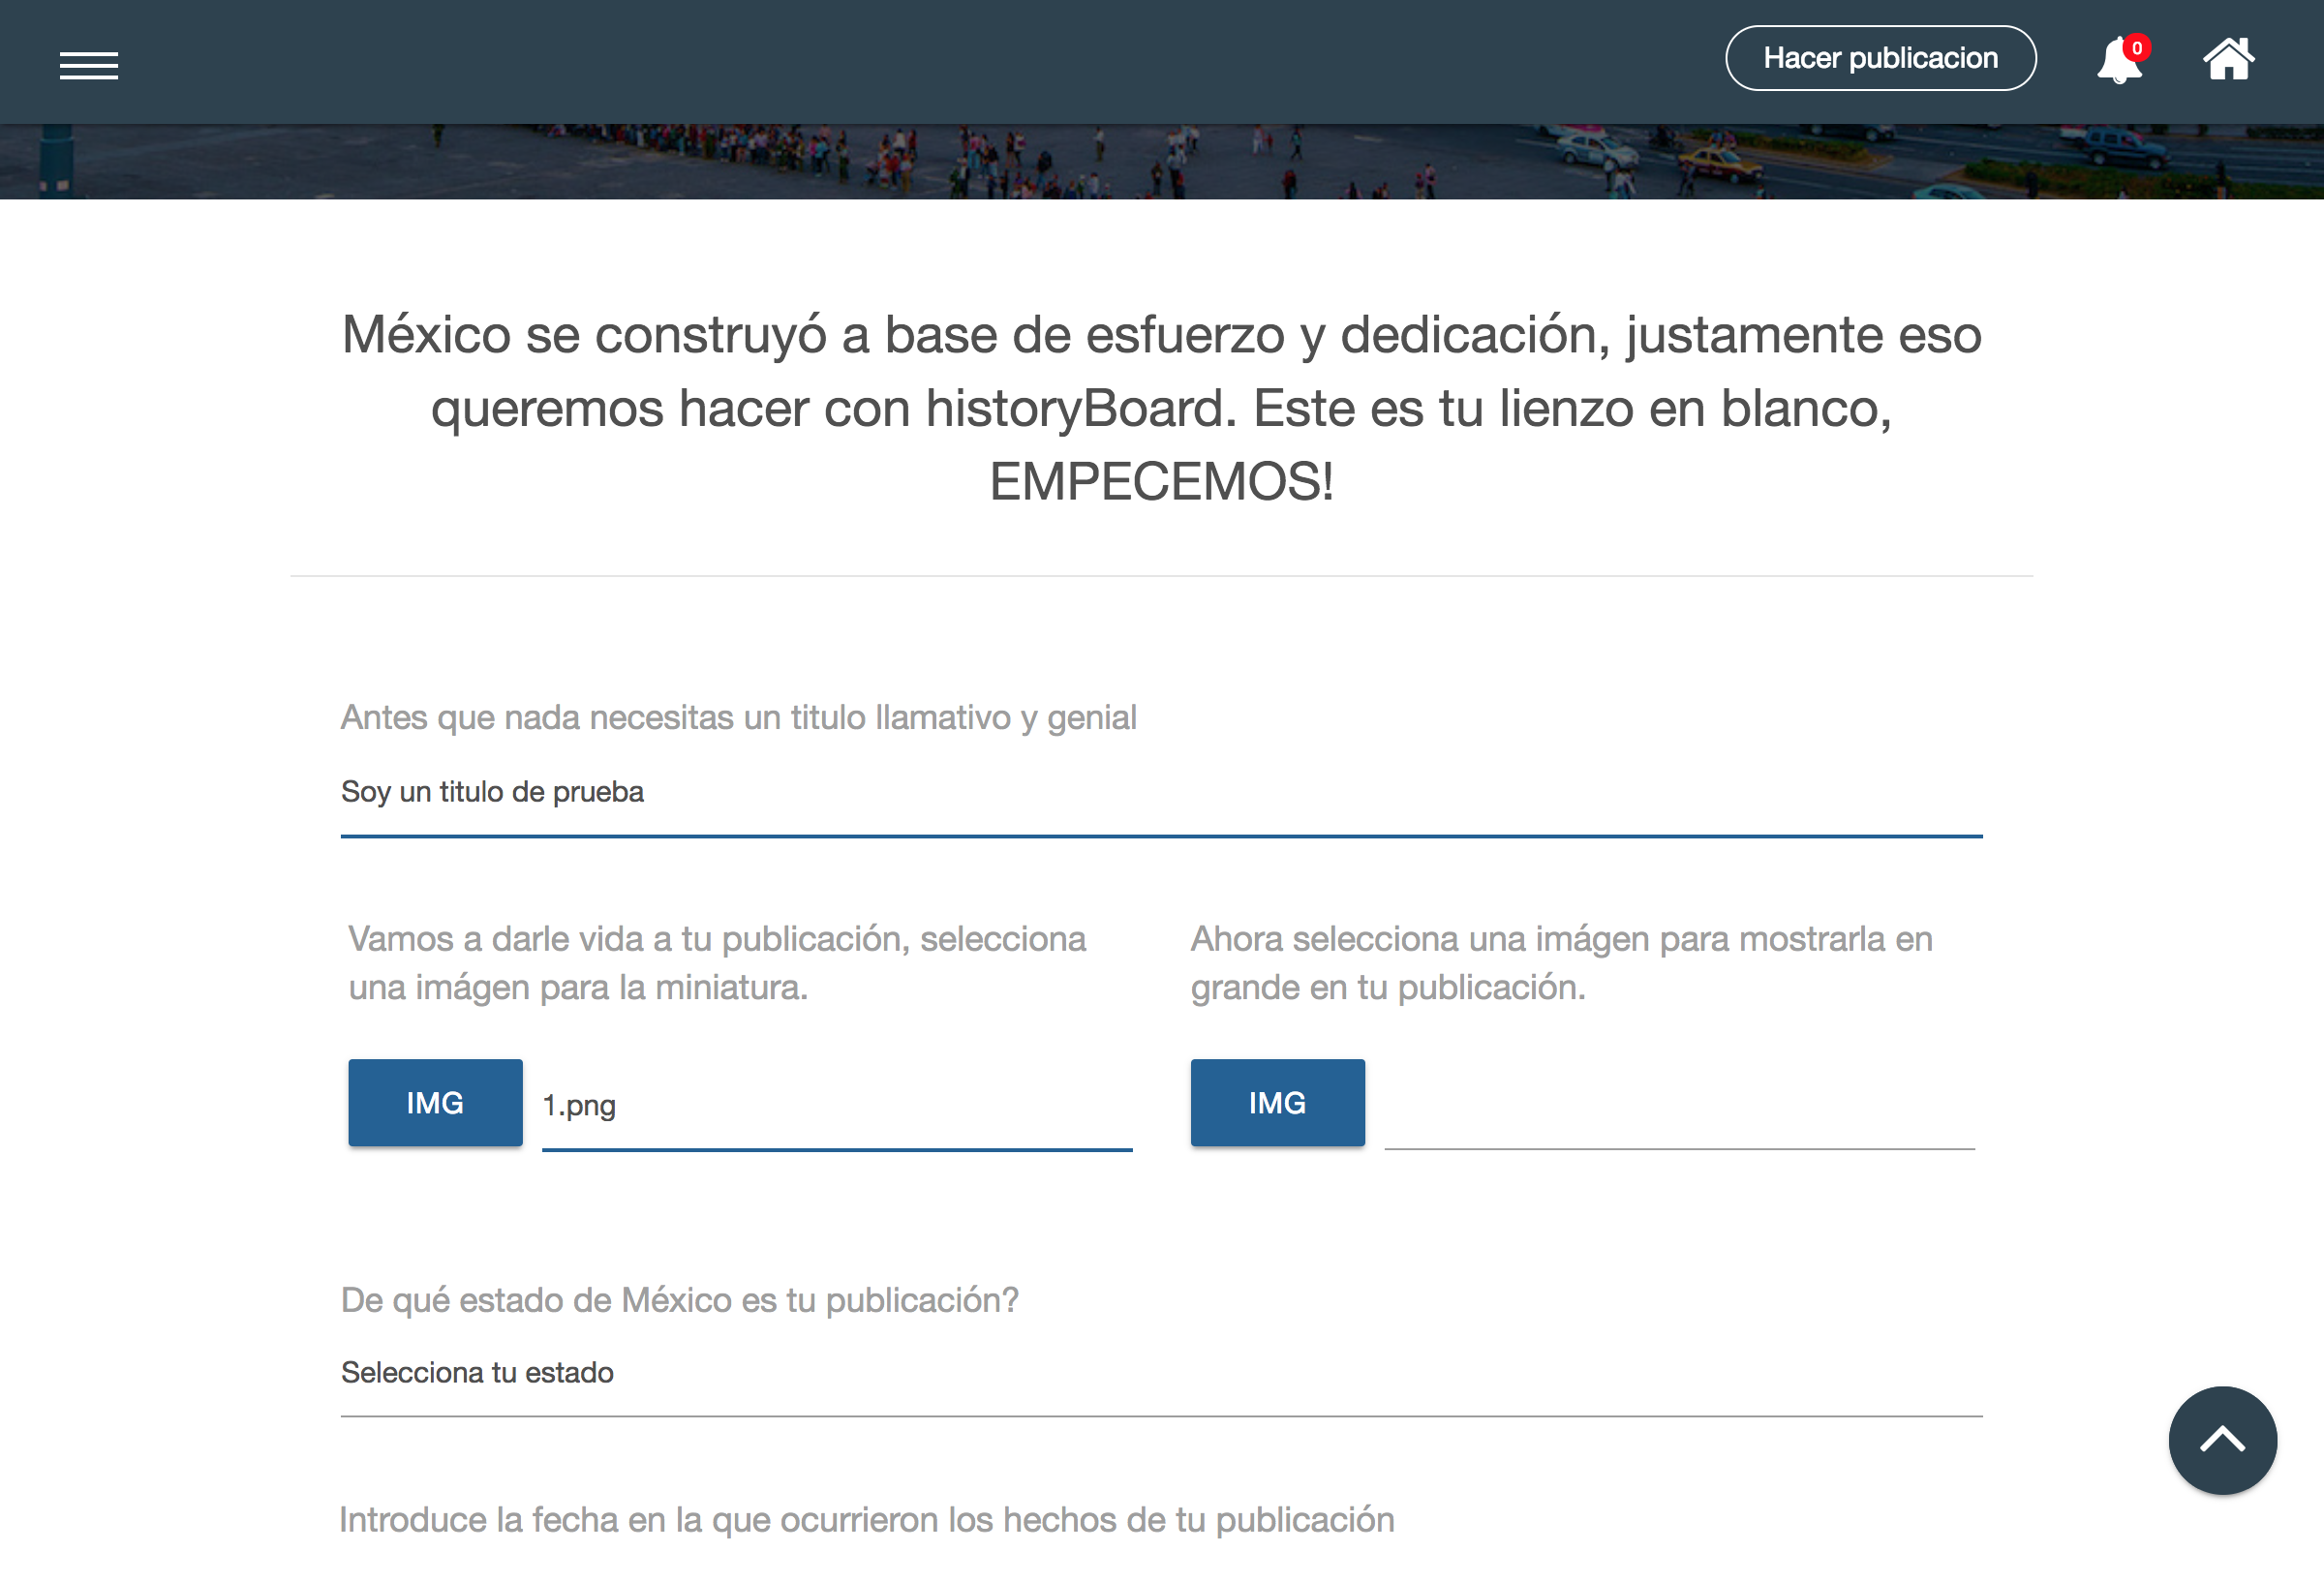 Hacer publicacion
0
México se construyó a base de esfuerzo y dedicación, justamente eso
queremos hacer con historyBoard. Este es tu lienzo en blanco,
EMPECEMOS!
Antes que nada necesitas un titulo llamativo y genial
Soy un titulo de prueba
Vamos a darle vida a tu publicación, selecciona
una imágen para la miniatura.
IMG
1.png
Ahora selecciona una imágen para mostrarla en
grande en tu publicación.
IMG
De qué estado de México es tu publicación?
Selecciona tu estado
Introduce la fecha en la que ocurrieron los hechos de tu publicación